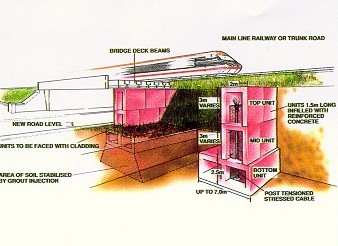 MAIN LINE RAILWAY OR TRUNK ROAD
BRIDGE DECK BEAMS
2m
3m
VARIES
TOP UNIT
UNITS 1.5m LONG
INFILLED WITH
REINFORCED
CONCRETE
NEW ROAD LEVEL
3m
VARIES
MID UNIT
UNITS TO BE FACED WITH CLADDING
AREA OF SOIL STABILISED
BY GROUT INJECTION
2.5m
BOTTOM
UNIT
UP TO 7.0m
POST TENSIONED
STRESSED CABLE